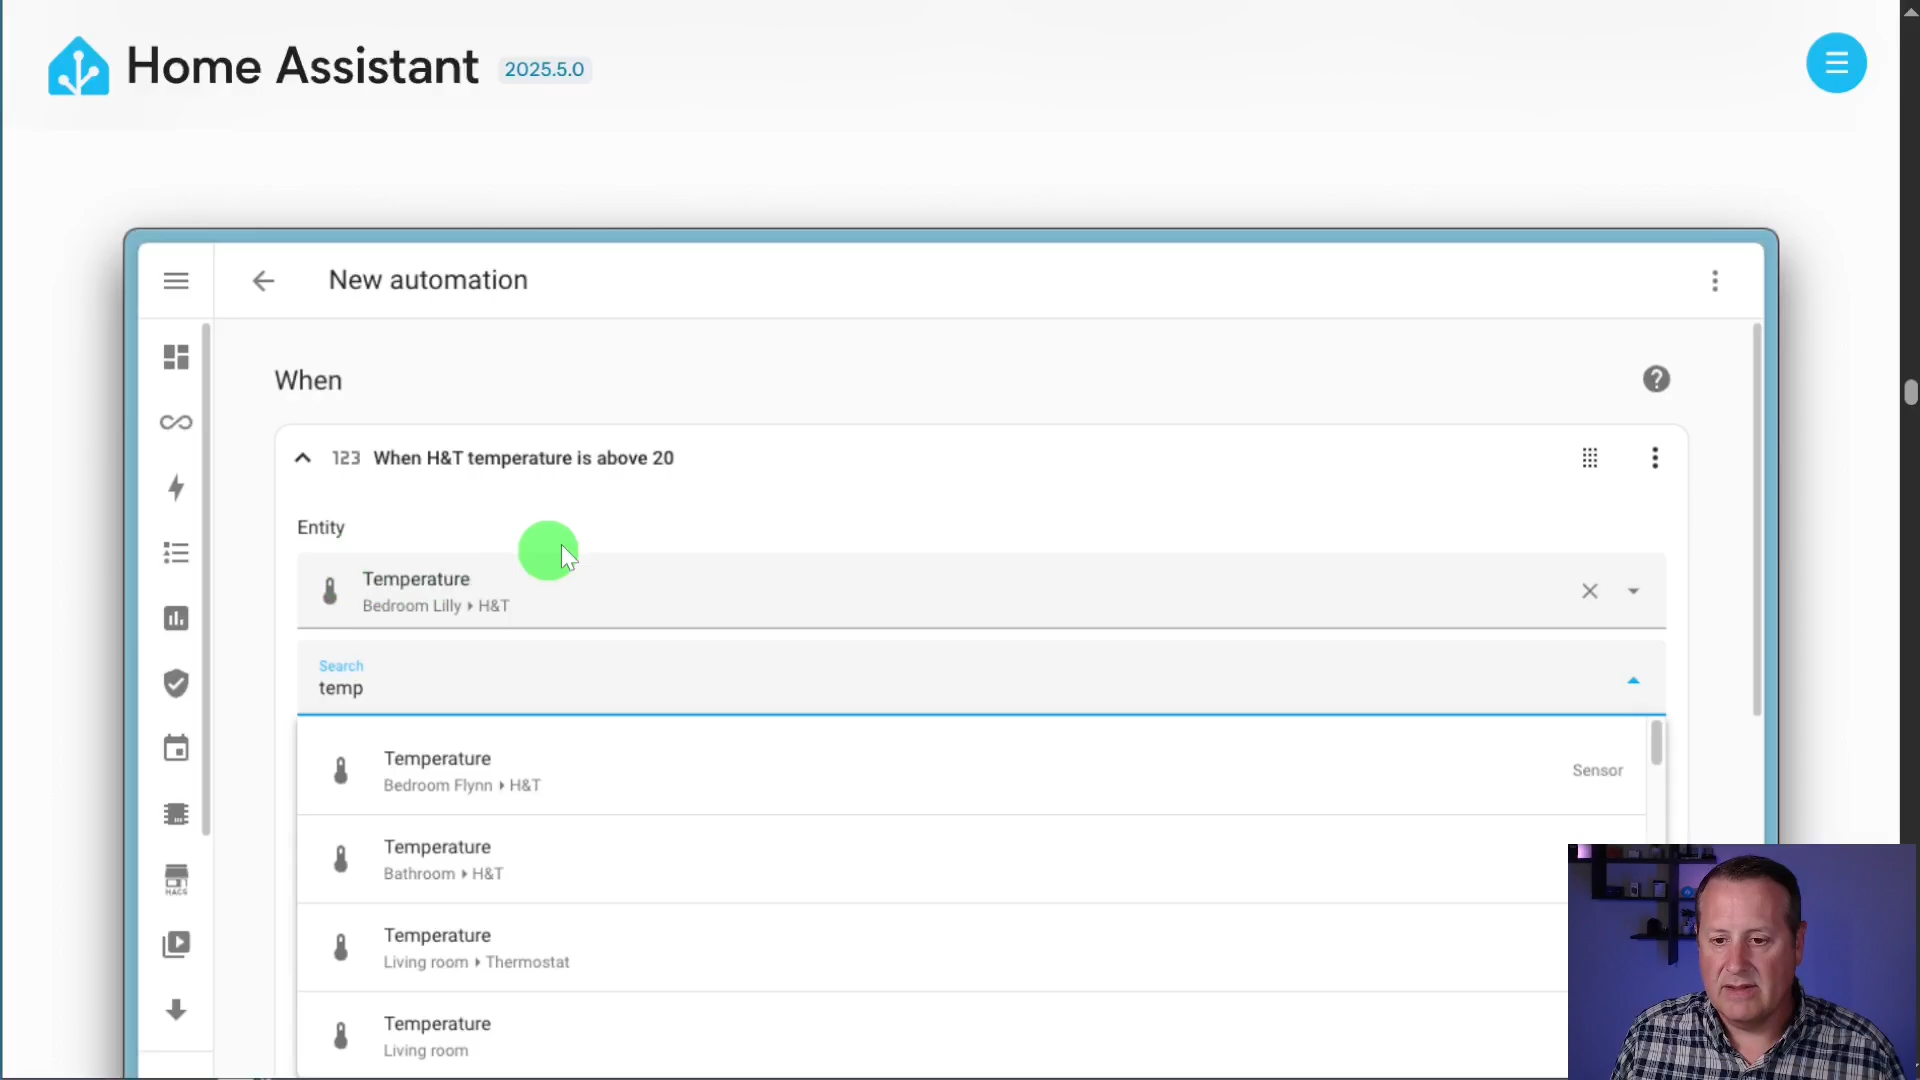 Home Assistant 2025.5.0
New automation
When
123 When H&T temperature is above 20
Entity
Temperature
Bedroom Lilly ▸ H&T
Search
temp
Temperature
Bedroom Flynn ▸ H&T
Sensor
Temperature
Bathroom ▸ H&T
Temperature
Living room ▸ Thermostat
Temperature
Living room
HACS